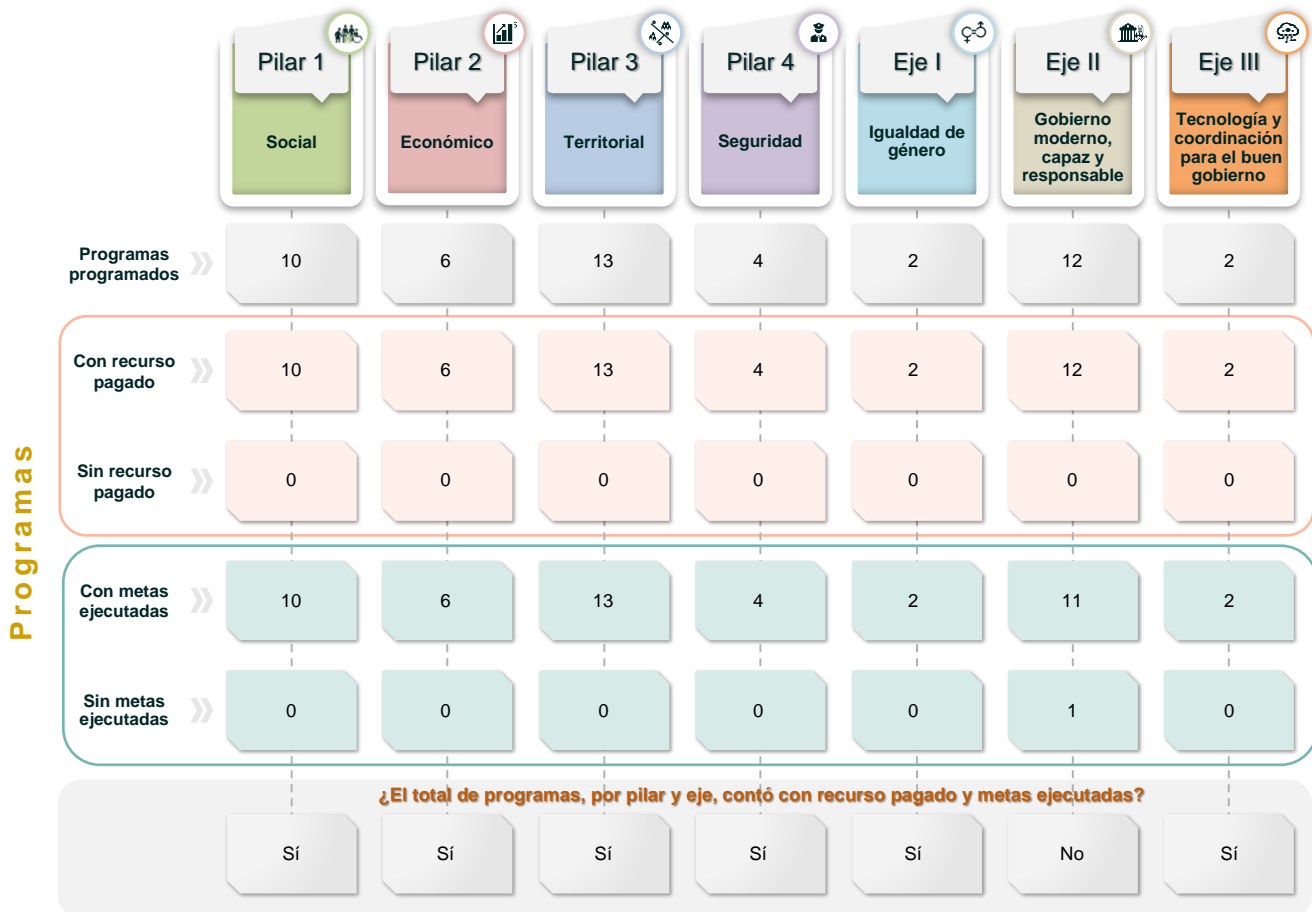 Pilar 1
Pilar 2
Pilar 3
Pilar 4
Eje I
Eje II
Eje III
Social
Económico
Territorial
Seguridad
Igualdad de
género
Gobierno
moderno,
capaz y
responsable
Tecnología y
coordinación
para el buen
gobierno
Programas
Programas
programados
10
6
13
4
2
12
2
Con recurso
pagado
10
6
13
4
2
12
2
Sin recurso
pagado
0
0
0
0
0
0
0
Con metas
ejecutadas
10
6
13
4
2
11
2
Sin metas
ejecutadas
0
0
0
0
0
1
0
¿El total de programas, por pilar y eje, contó con recurso pagado y metas ejecutadas?
Sí
Sí
Sí
Sí
Sí
No
Sí